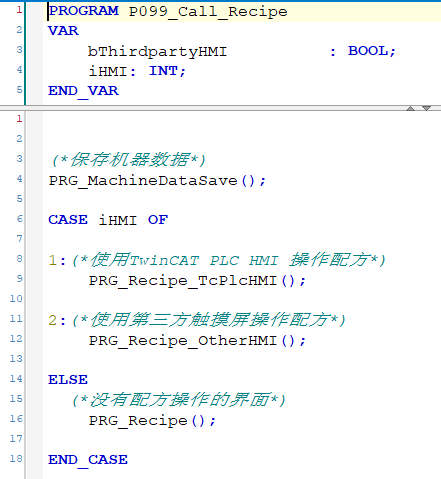 1 PROGRAM P099_Call_Recipe
2 VAR
3 bThirdpartyHMI : BOOL;
4 iHMI: INT;
5 END_VAR
1
2
3 (*保存机器数据*)
4 PRG_MachineDataSave();
5
6 CASE iHMI OF
7
8 1:(*使用TwinCAT PLC HMI 操作配方*)
9 PRG_Recipe_TcPlcHMI();
10
11 2:(*使用第三方触摸屏操作配方*)
12 PRG_Recipe_OtherHMI();
13
14 ELSE
15 (*没有配方操作的界面*)
16 PRG_Recipe();
17
18 END_CASE